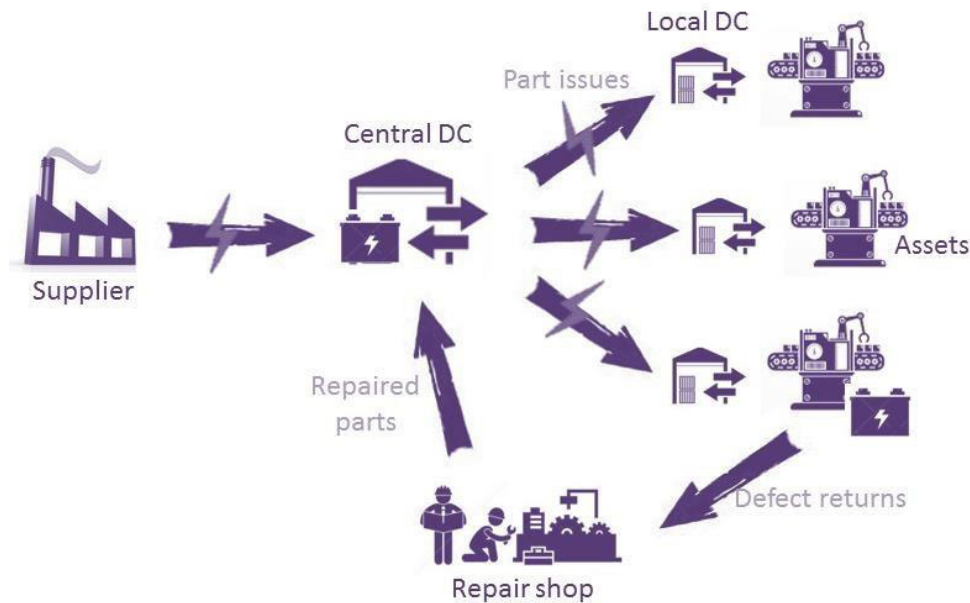 Local DC
Part issues
Central DC
Supplier
Assets
Repaired
parts
Defect returns
Repair shop